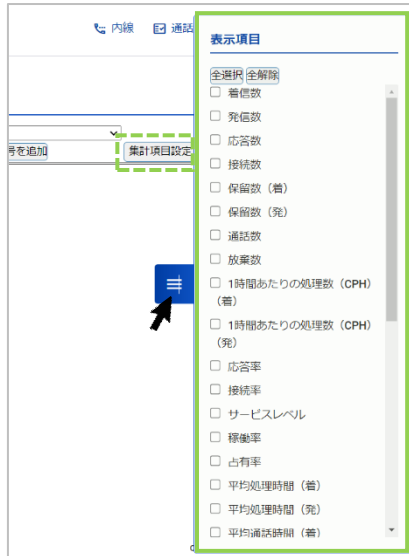 内線
通話
号を追加
集計項目設定
表示項目
全選択 全解除
着信数
発信数
応答数
接続数
保留数（着）
保留数（発）
通話数
放棄数
1時間あたりの処理数（CPH）
（着）
1時間あたりの処理数（CPH）
（発）
応答率
接続率
サービスレベル
稼働率
占有率
平均処理時間（着）
平均処理時間（発）
平均通話時間（着）